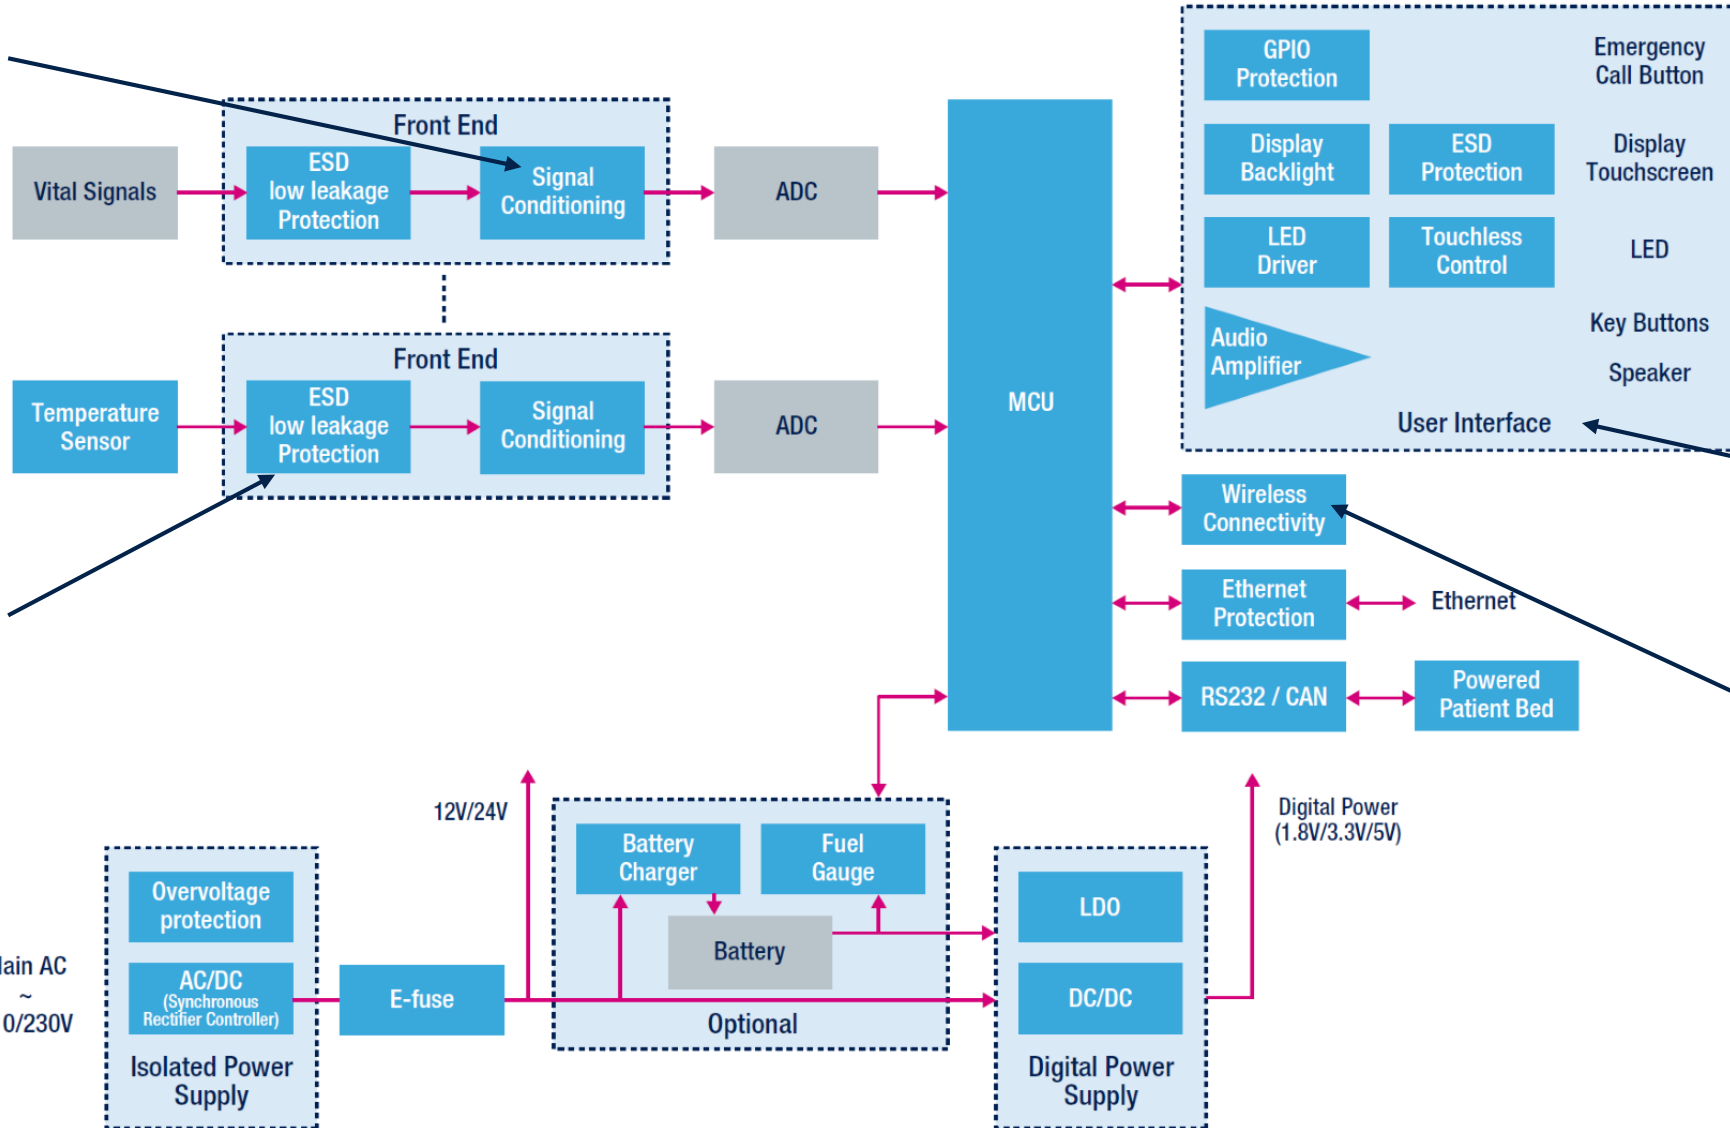 GPIO
Protection
Emergency
Call Button
Front End
Vital Signals
ESD
low leakage
Protection
Signal
Conditioning
ADC
Display
Backlight
ESD
Protection
Display
Touchscreen
LED
Driver
Touchless
Control
LED
Audio
Amplifier
Key Buttons
Speaker
User Interface
Front End
Temperature
Sensor
ESD
low leakage
Protection
Signal
Conditioning
ADC
MCU
Wireless
Connectivity
Ethernet
Protection
Ethernet
RS232 / CAN
Powered
Patient Bed
12V/24V
Digital Power
(1.8V/3.3V/5V)
Battery
Charger
Fuel
Gauge
Battery
Optional
Overvoltage
protection
AC/DC
(Synchronous
Rectifier Controller)
Isolated Power
Supply
AC
~
0/230V
E-fuse
LDO
DC/DC
Digital Power
Supply